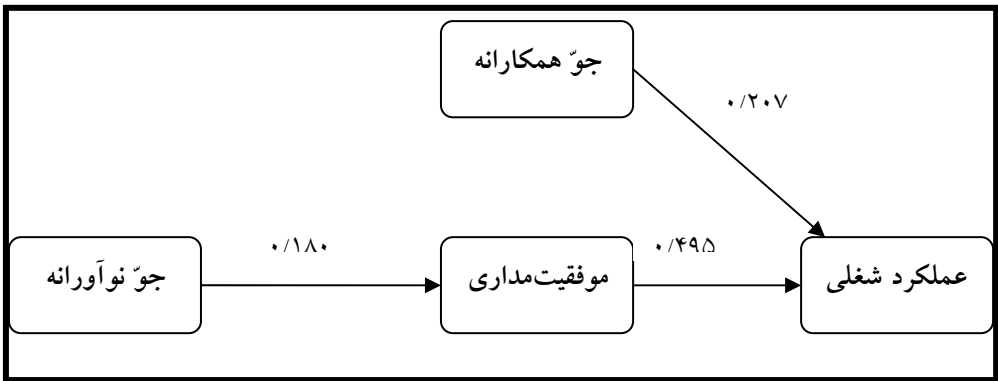 جوّ همکارانه
۰/۲۰۷
جوّ نوآورانه
۰/۱۸۰
موفقیت‌مداری
۰/۴۹۵
عملکرد شغلی